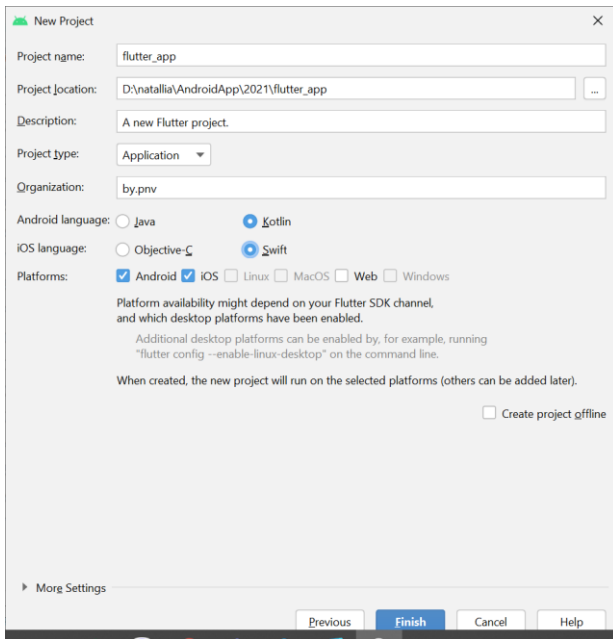 New Project
Project name: flutter_app
Project location: D:\natallia\AndroidApp\2021\flutter_app ...
Description: A new Flutter project.
Project type: Application
Organization: by.pnv
Android language: Java Kotlin
iOS language: Objective-C Swift
Platforms: Android iOS Linux MacOS Web Windows
Platform availability might depend on your Flutter SDK channel,
and which desktop platforms have been enabled.
Additional desktop platforms can be enabled by, for example, running
"flutter config --enable-linux-desktop" on the command line.
When created, the new project will run on the selected platforms (others can be added later).
Create project offline
More Settings
Previous Finish Cancel Help